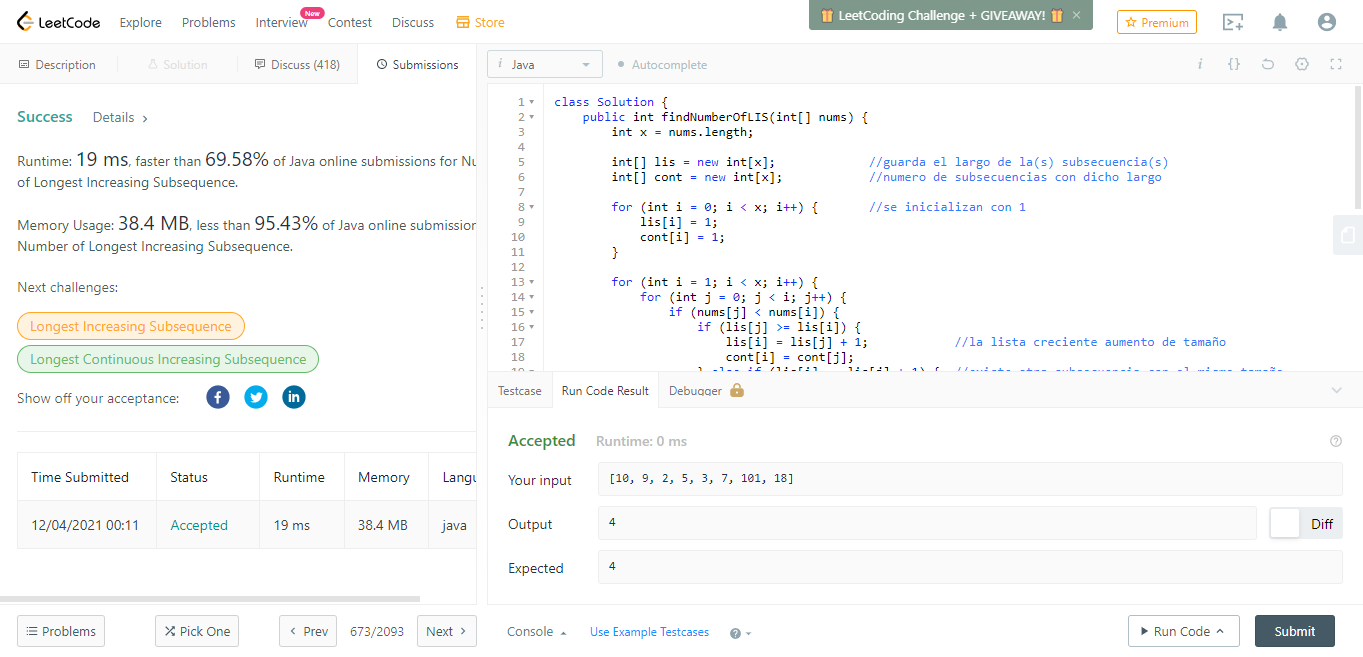 LeetCode Explore Problems Interview New Contest Discuss Store LeetCoding Challenge + GIVEAWAY! × Premium
Description Solution Discuss (418) Submissions
Success Details >
Runtime: 19 ms, faster than 69.58% of Java online submissions for Nu
of Longest Increasing Subsequence.
Memory Usage: 38.4 MB, less than 95.43% of Java online submission
Number of Longest Increasing Subsequence.
Next challenges:
Longest Increasing Subsequence
Longest Continuous Increasing Subsequence
Show off your acceptance:
Time Submitted Status Runtime Memory Langu
12/04/2021 00:11 Accepted 19 ms 38.4 MB java
Problems Pick One < Prev 673/2093 Next >
i Java Autocomplete i {}
1 class Solution {
2 public int findNumberOfLIS(int[] nums) {
3 int x = nums.length;
4
5 int[] lis = new int[x]; //guarda el largo de la(s) subsecuencia(s)
6 int[] cont = new int[x]; //numero de subsecuencias con dicho largo
7
8 for (int i = 0; i < x; i++) { //se inicializan con 1
9 lis[i] = 1;
10 cont[i] = 1;
11 }
12
13 for (int i = 1; i < x; i++) {
14 for (int j = 0; j < i; j++) {
15 if (nums[j] < nums[i]) {
16 if (lis[j] >= lis[i]) {
17 lis[i] = lis[j] + 1; //la lista creciente aumento de tamaño
18 cont[i] = cont[j];
Testcase Run Code Result Debugger
Accepted Runtime: 0 ms
Your input [10, 9, 2, 5, 3, 7, 101, 18]
Output 4 Diff
Expected 4
Console Use Example Testcases ? Run Code Submit